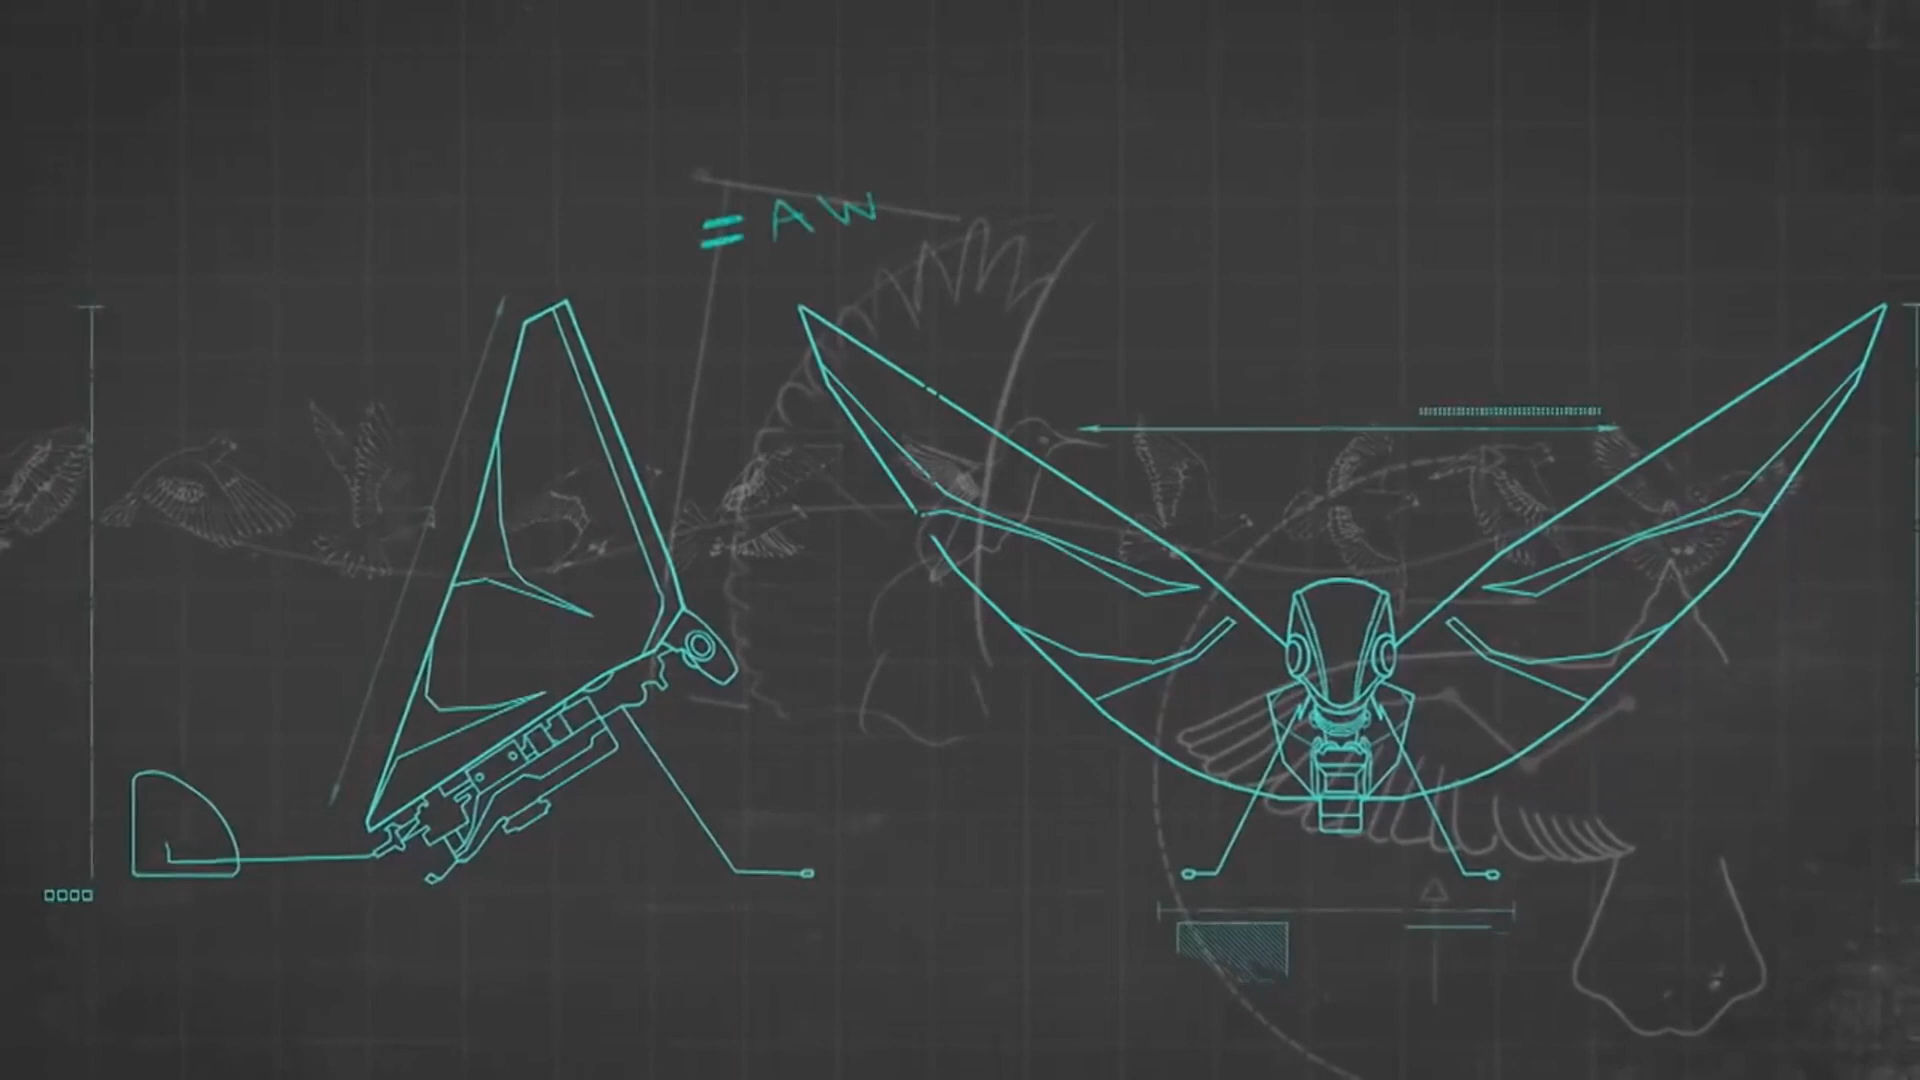 = AW